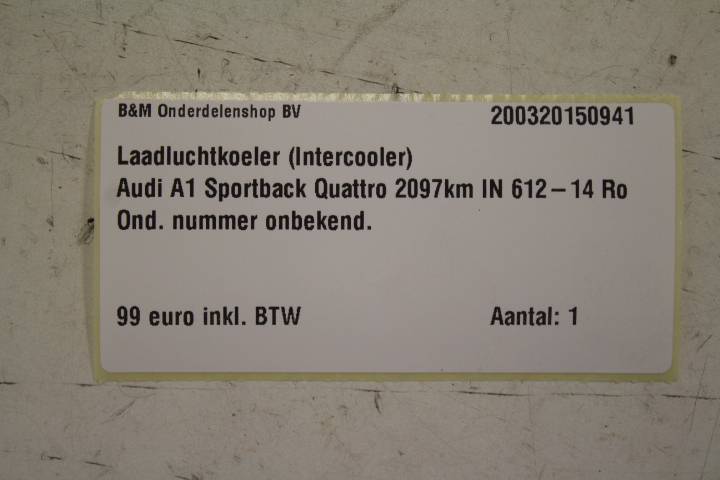 B&M Onderdelenshop BV 200320150941
Laadluchtkoeler (Intercooler)
Audi A1 Sportback Quattro 2097km IN 612-14 Ro
Ond. nummer onbekend.
99 euro inkl. BTW Aantal: 1